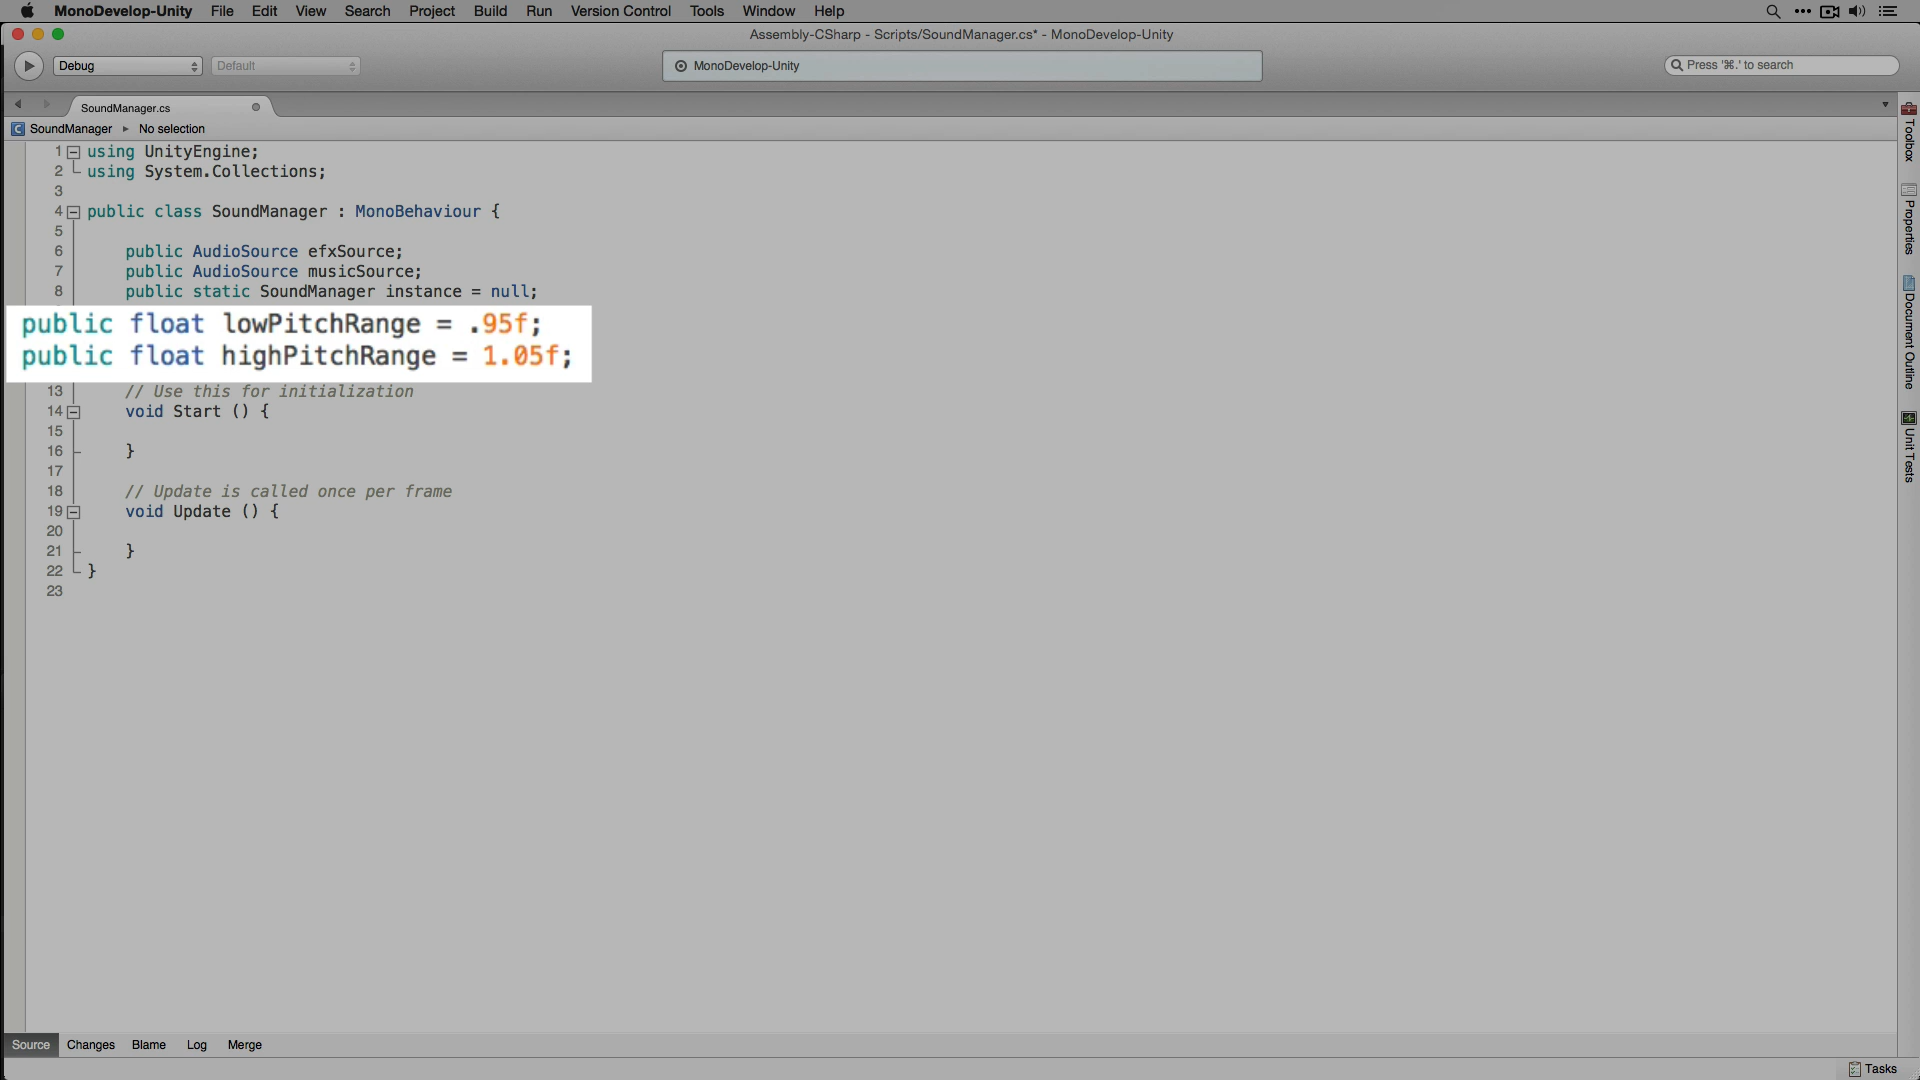 MonoDevelop-Unity File Edit View Search Project Build Run Version Control Tools Window Help
Assembly-CSharp - Scripts/SoundManager.cs* - MonoDevelop-Unity
Debug Default MonoDevelop-Unity Press '⌘.' to search
SoundManager.cs
SoundManager ▸ No selection
1 using UnityEngine;
2 using System.Collections;
3
4 public class SoundManager : MonoBehaviour {
5
6 public AudioSource efxSource;
7 public AudioSource musicSource;
8 public static SoundManager instance = null;
public float lowPitchRange = .95f;
public float highPitchRange = 1.05f;
13 // Use this for initialization
14 void Start () {
15
16 }
17
18 // Update is called once per frame
19 void Update () {
20
21 }
22 }
23
Toolbox
Properties
Document Outline
Unit Tests
Source Changes Blame Log Merge
Tasks